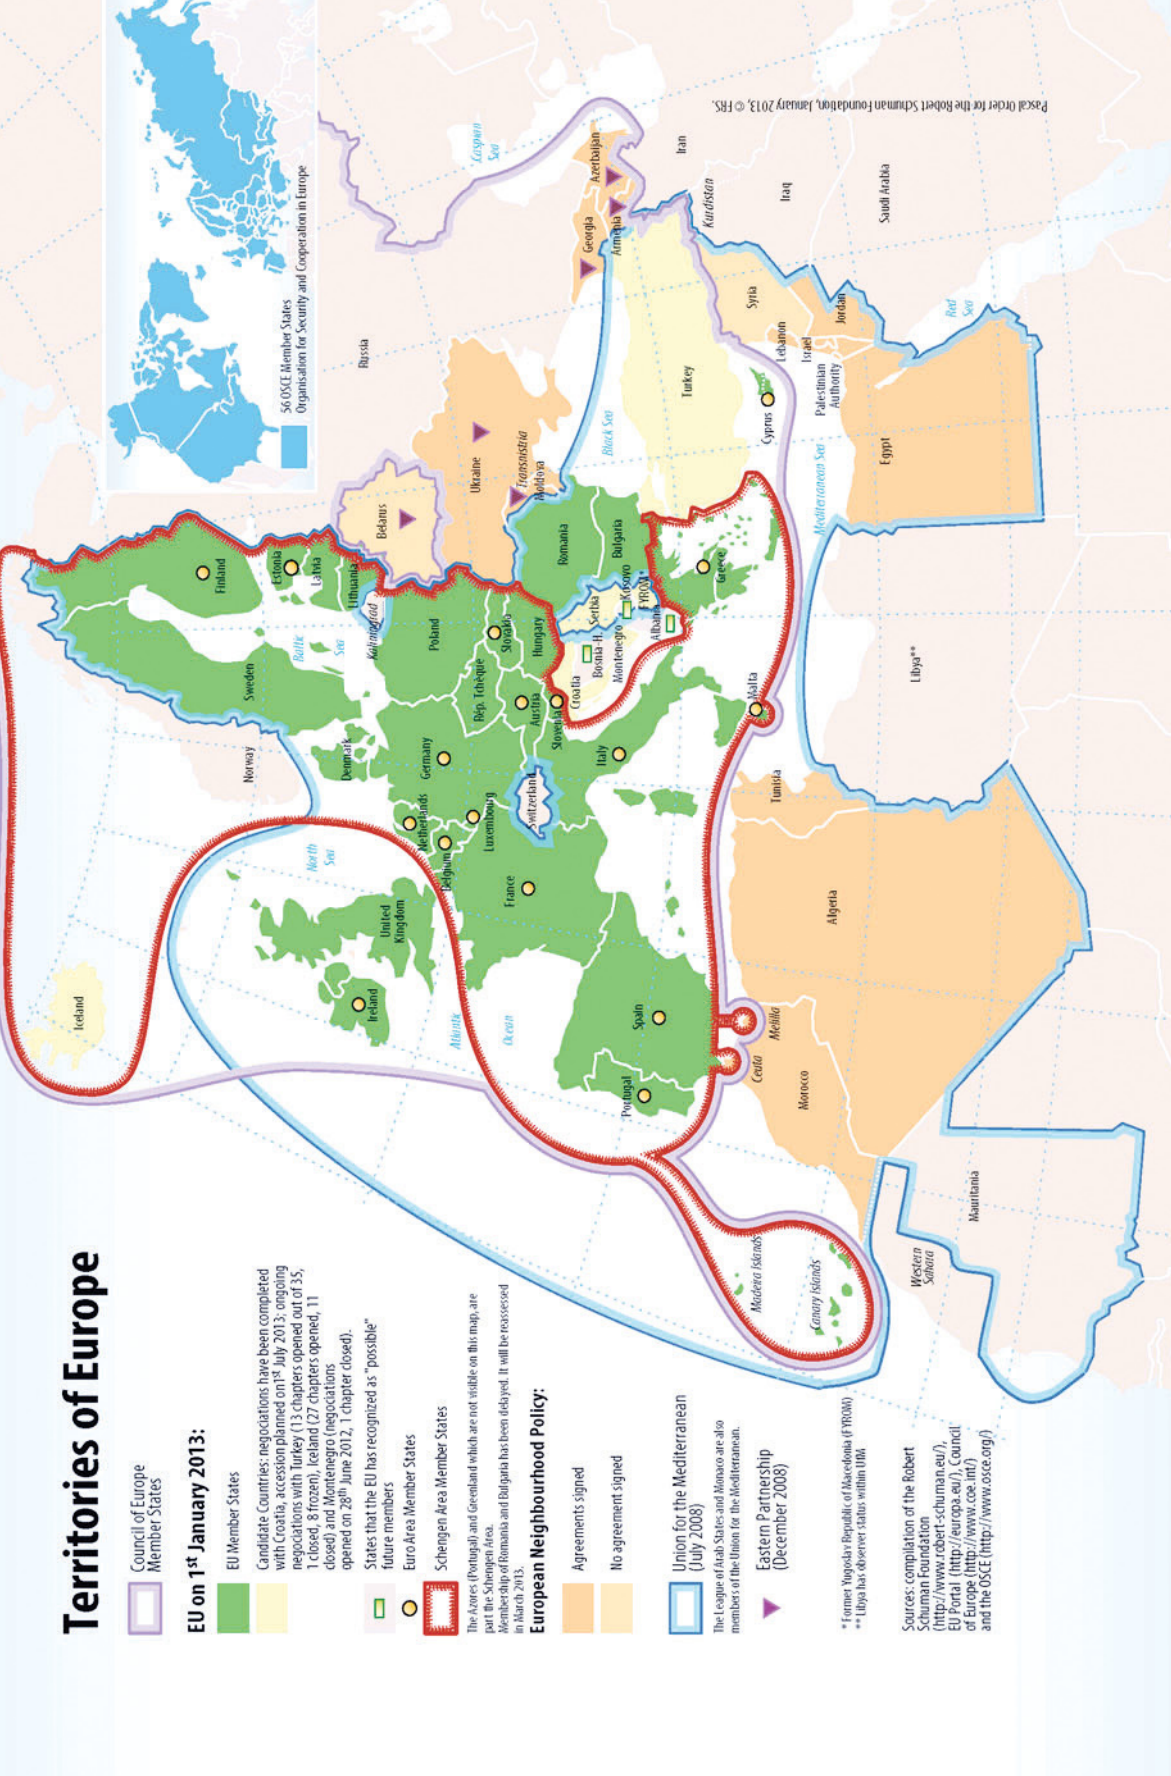 Territories of Europe
Council of Europe
Member States
EU on 1st January 2013:
EU Member States
Candidate Countries: negociations have been completed
with Croatia, accession planned on 1st July 2013; ongoing
negociations with Turkey (13 chapters opened out of 35,
1 closed, 8 frozen), Iceland (27 chapters opened, 11
closed) and Montenegro (negociations
opened on 28th June 2012, 1 chapter closed).
States that the EU has recognized as "possible"
future members
Euro Area Member States
Schengen Area Member States
The Azores (Portugal) and Greenland which are not visible on this map, are
part the Schengen Area.
Membership of Romania and Bulgaria has been delayed. It will be reassessed
in March 2013.
European Neighbourhood Policy:
Agreements signed
No agreement signed
Union for the Mediterranean
(July 2008)
The League of Arab States and Monaco are also
members of the Union for the Mediterranean.
Eastern Partnership
(December 2008)
* Former Yugoslav Republic of Macedonia (FYROM)
** Libya has observer status within UfM
Sources: compilation of the Robert
Schuman Foundation
(http://www.robert-schuman.eu/),
EU Portal (http://europa.eu/), Council
of Europe (http://www.coe.int/)
and the OSCE (http://www.osce.org/)
56 OSCE Member States
Organisation for Security and Cooperation in Europe
Iceland
Norway
Sweden
Finland
Estonia
Latvia
Lithuania
Kaliningrad
Baltic
Sea
Russia
Belarus
Denmark
North
Sea
United
Kingdom
Ireland
Atlantic
Ocean
Netherlands
Belgium
Luxembourg
Germany
Poland
Rép. Tchèque
Slovakia
Hungary
Austria
Slovenia
Switzerland
France
Ukraine
Transnistria
Moldova
Romania
Bulgaria
Black Sea
Caspian
Sea
Georgia
Azerbaijan
Armenia
Croatia
Bosnia-H.
Serbia
Montenegro
Kosovo
FYROM*
Albania
Greece
Italy
Portugal
Spain
Malta
Turkey
Cyprus
Kurdistan
Iran
Iraq
Syria
Lebanon
Israel
Jordan
Palestinian
Authority
Saudi Arabia
Red
Sea
Mediterranean Sea
Egypt
Libya**
Tunisia
Algeria
Ceuta
Melilla
Morocco
Madeira Islands
Canary Islands
Western
Sahara
Mauritania
Pascal Orcier for the Robert Schuman Foundation, January 2013, © FRS.